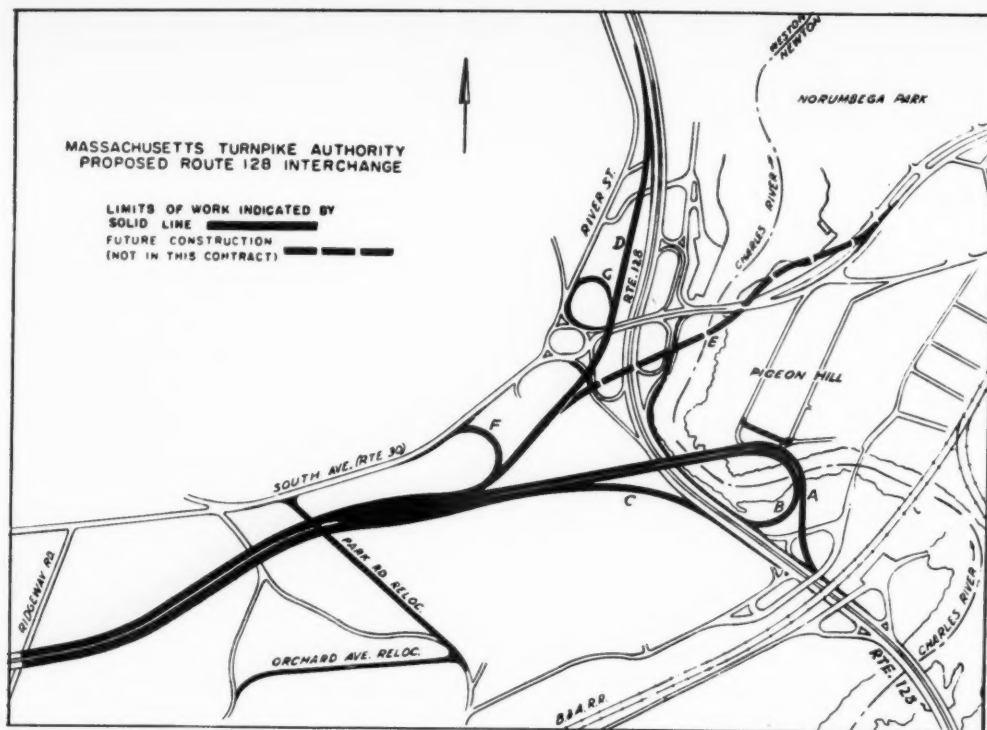 MASSACHUSETTS TURNPIKE AUTHORITY
PROPOSED ROUTE 128 INTERCHANGE
LIMITS OF WORK INDICATED BY
SOLID LINE
FUTURE CONSTRUCTION
(NOT IN THIS CONTRACT)
WESTON
NEWTON
NORUMBEGA PARK
RIVER ST.
CHARLES RIVER
D
C
RTE. 128
E
PIGEON HILL
F
SOUTH AVE. (RTE 30)
A
B
C
RIDGEWAY RD.
PARK RD RELOC.
ORCHARD AVE. RELOC.
B & A. R.R.
RTE. 128
CHARLES RIVER